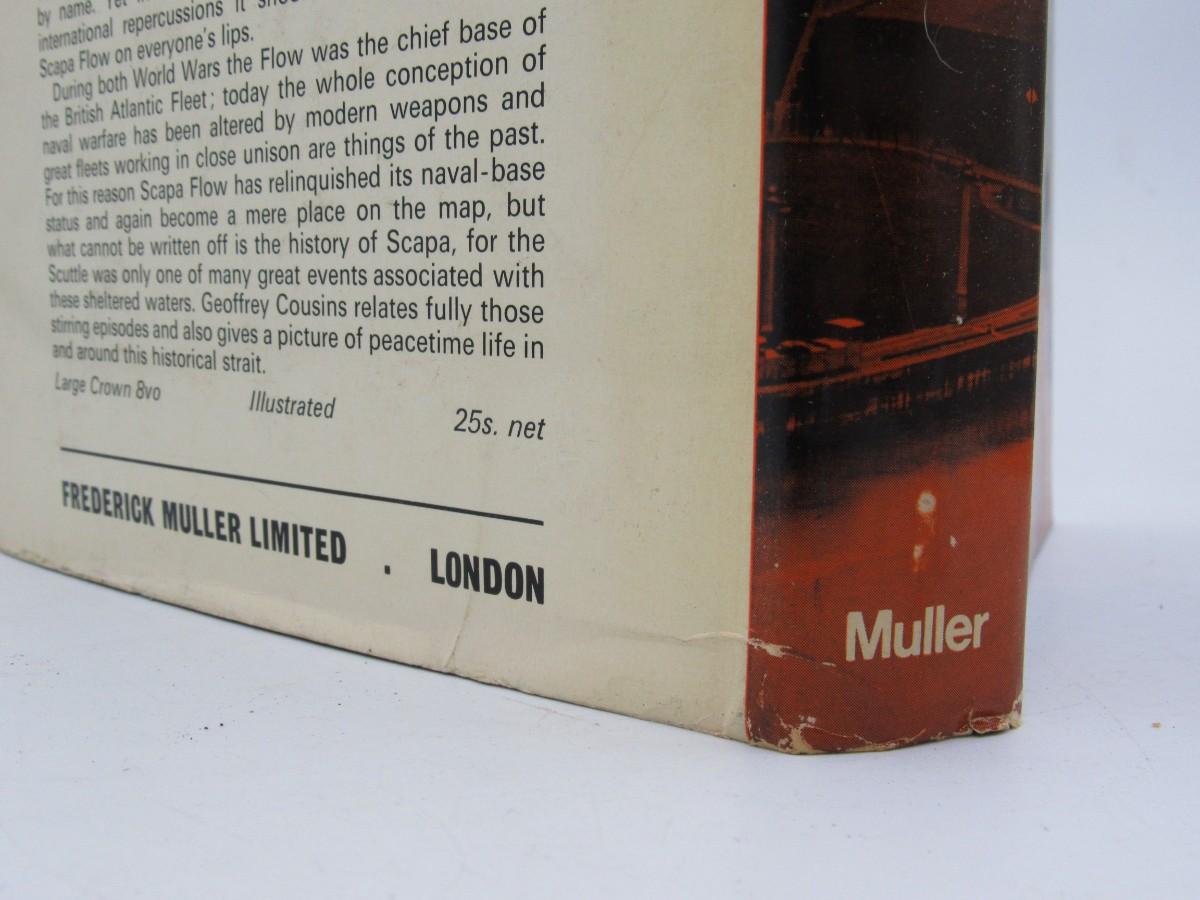 by name.
international repercussions it
Scapa Flow on everyone's lips.
During both World Wars the Flow was the chief base of
the British Atlantic Fleet; today the whole conception of
naval warfare has been altered by modern weapons and
great fleets working in close unison are things of the past.
For this reason Scapa Flow has relinquished its naval-base
status and again become a mere place on the map, but
what cannot be written off is the history of Scapa, for the
Scuttle was only one of many great events associated with
these sheltered waters. Geoffrey Cousins relates fully those
stirring episodes and also gives a picture of peacetime life in
and around this historical strait.
Large Crown 8vo Illustrated 25s. net
FREDERICK MULLER LIMITED . LONDON
Muller